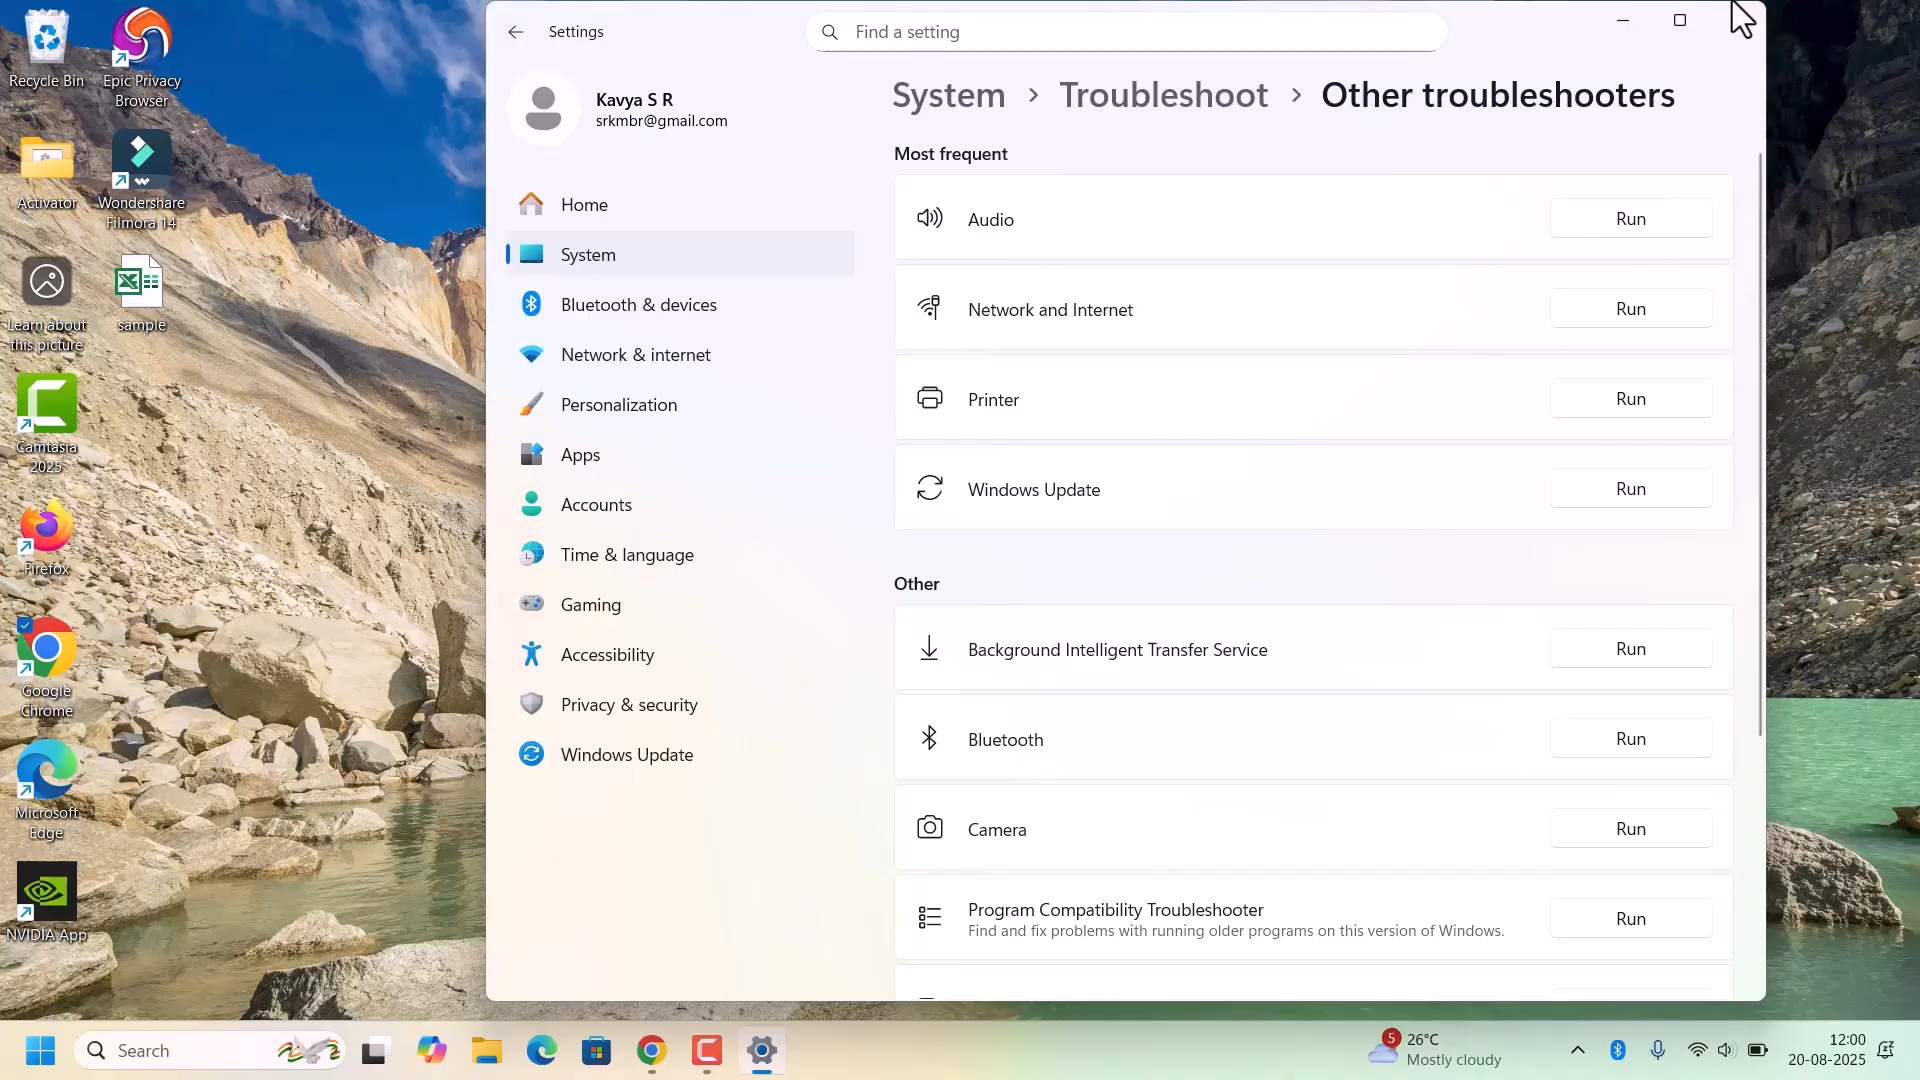 Recycle Bin
Epic Privacy
Browser
Activator
Wondershare
Filmora 14
Learn about
this picture
sample
Camtasia
2025
Firefox
Google
Chrome
Microsoft
Edge
NVIDIA App
Settings
Find a setting
Kavya S R
srkmbr@gmail.com
Home
System
Bluetooth & devices
Network & internet
Personalization
Apps
Accounts
Time & language
Gaming
Accessibility
Privacy & security
Windows Update
System > Troubleshoot > Other troubleshooters
Most frequent
Audio Run
Network and Internet Run
Printer Run
Windows Update Run
Other
Background Intelligent Transfer Service Run
Bluetooth Run
Camera Run
Program Compatibility Troubleshooter
Find and fix problems with running older programs on this version of Windows.
Run
Search
5
26°C
Mostly cloudy
12:00
20-08-2025